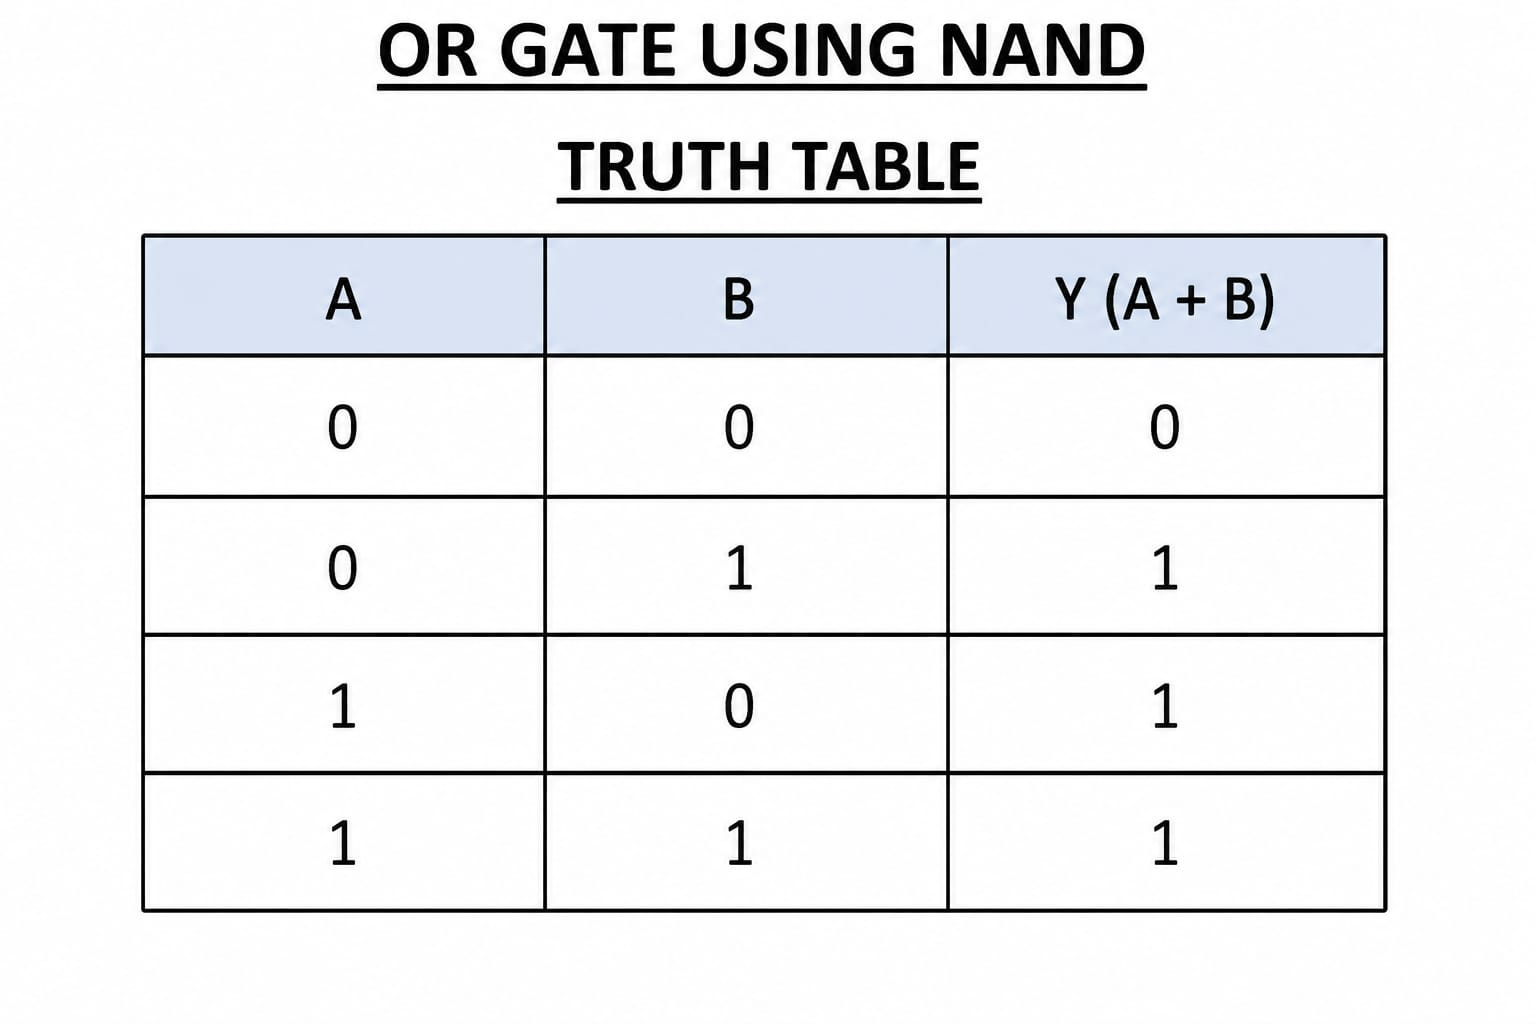 OR GATE USING NAND
TRUTH TABLE
A B Y (A + B)
0 0 0
0 1 1
1 0 1
1 1 1